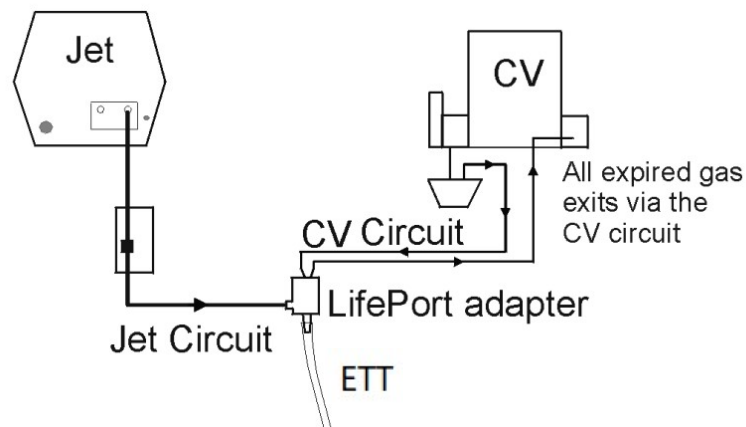 Jet
CV
All expired gas
exits via the
CV circuit
CV Circuit
LifePort adapter
Jet Circuit
ETT